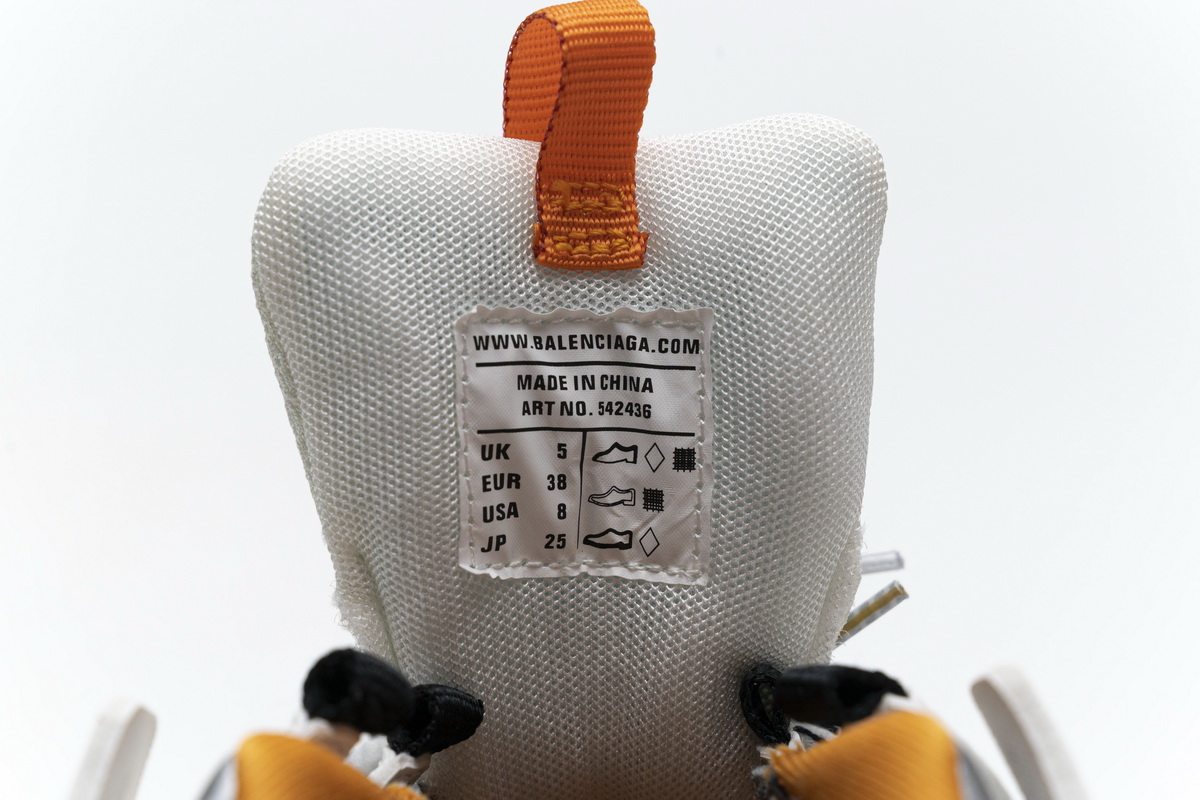 WWW.BALENCIAGA.COM
MADE IN CHINA
ART NO. 542436
UK 5
EUR 38
USA 8
JP 25